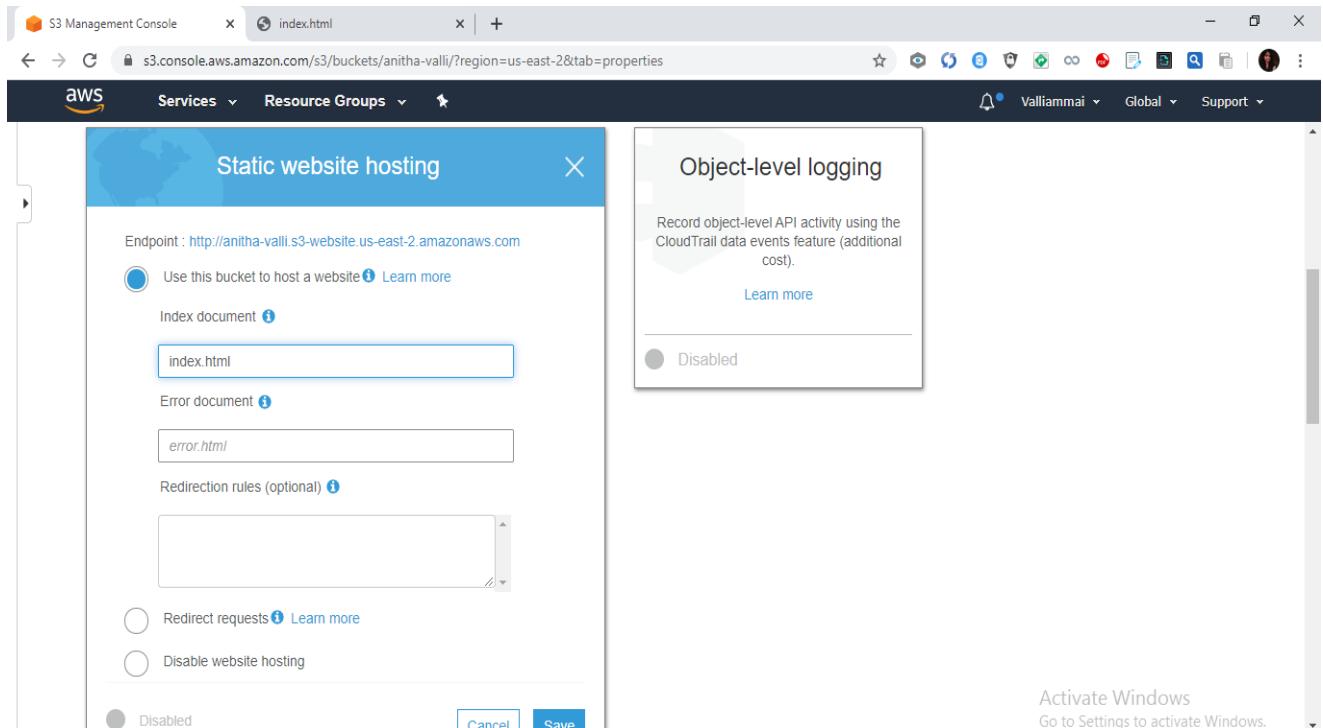 S3 Management Console
index.html
s3.console.aws.amazon.com/s3/buckets/anitha-valli/?region=us-east-2&tab=properties
aws Services Resource Groups Valliammai Global Support
Static website hosting
Endpoint : http://anitha-valli.s3-website.us-east-2.amazonaws.com
Use this bucket to host a website Learn more
Index document
index.html
Error document
error.html
Redirection rules (optional)
Redirect requests Learn more
Disable website hosting
Disabled
Cancel Save
Object-level logging
Record object-level API activity using the
CloudTrail data events feature (additional
cost).
Learn more
Disabled
Activate Windows
Go to Settings to activate Windows.